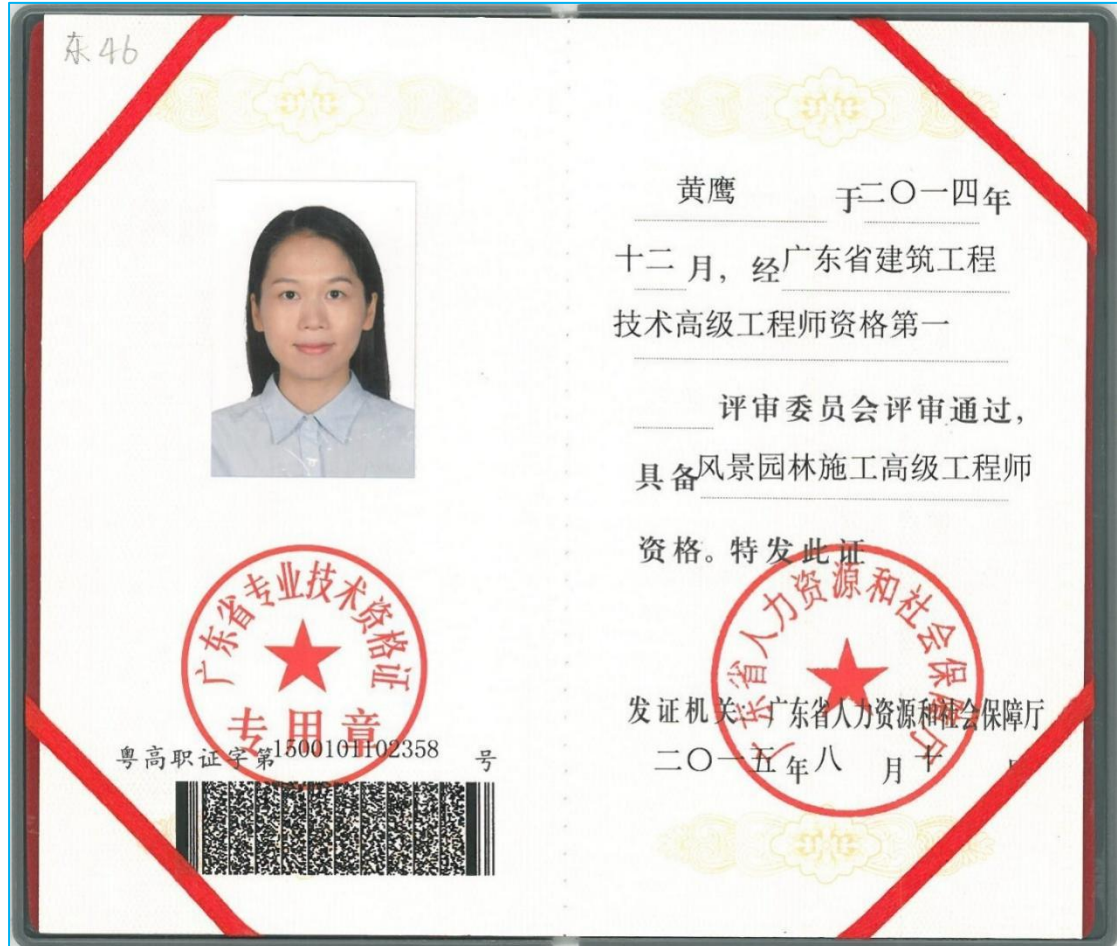 东46
广东省专业技术资格证
专用章
粤高职证字第1500101102358号
黄鹰 于二〇一四年
十二月，经广东省建筑工程
技术高级工程师资格第一
评审委员会评审通过，
具备风景园林施工高级工程师
资格。特发此证
广东省人力资源和社会保障厅
发证机关：广东省人力资源和社会保障厅
二〇一五年八月十